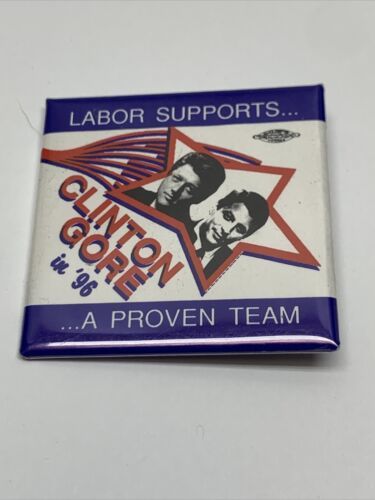 LABOR SUPPORTS...
CLINTON
GORE
in '96
...A PROVEN TEAM